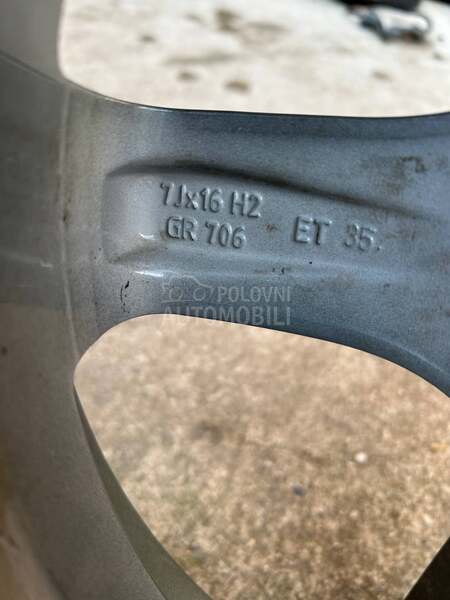 7Jx16 H2
GR 706 ET 35.
POLOVNI
AUTOMOBILI